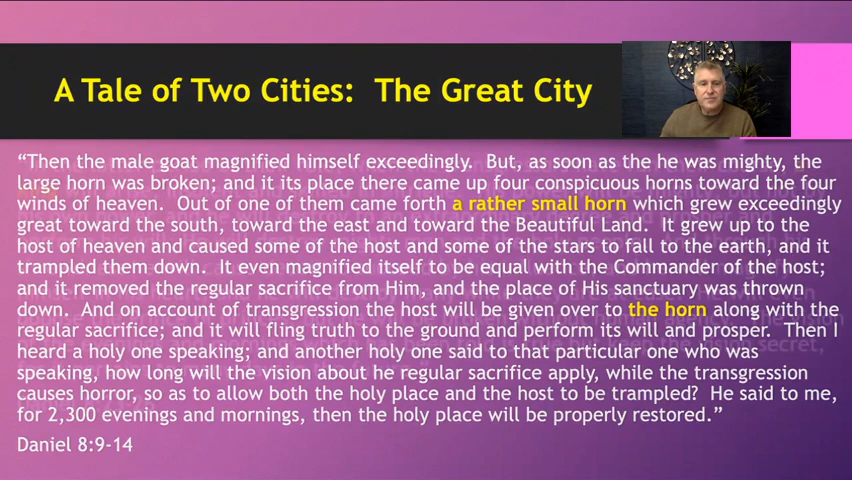 A Tale of Two Cities: The Great City
“Then the male goat magnified himself exceedingly. But, as soon as the he was mighty, the
large horn was broken; and it its place there came up four conspicuous horns toward the four
winds of heaven. Out of one of them came forth a rather small horn which grew exceedingly
great toward the south, toward the east and toward the Beautiful Land. It grew up to the
host of heaven and caused some of the host and some of the stars to fall to the earth, and it
trampled them down. It even magnified itself to be equal with the Commander of the host;
and it removed the regular sacrifice from Him, and the place of His sanctuary was thrown
down. And on account of transgression the host will be given over to the horn along with the
regular sacrifice; and it will fling truth to the ground and perform its will and prosper. Then I
heard a holy one speaking; and another holy one said to that particular one who was
speaking, how long will the vision about he regular sacrifice apply, while the transgression
causes horror, so as to allow both the holy place and the host to be trampled? He said to me,
for 2,300 evenings and mornings, then the holy place will be properly restored.”
Daniel 8:9-14